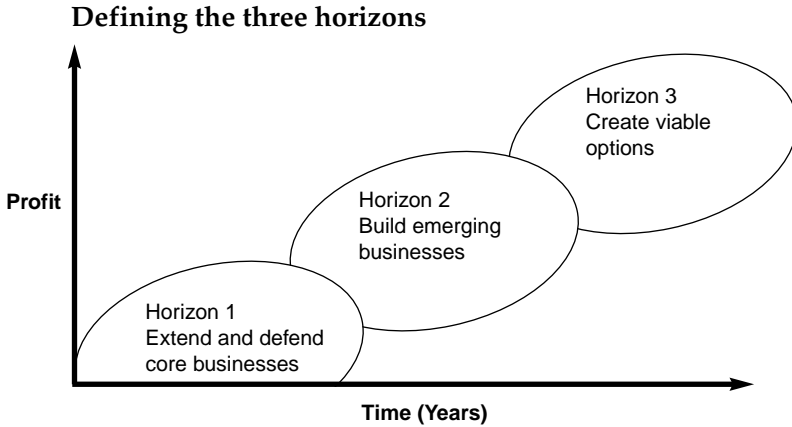 Defining the three horizons
Horizon 3
Create viable
options
Profit
Horizon 2
Build emerging
businesses
Horizon 1
Extend and defend
core businesses
Time (Years)